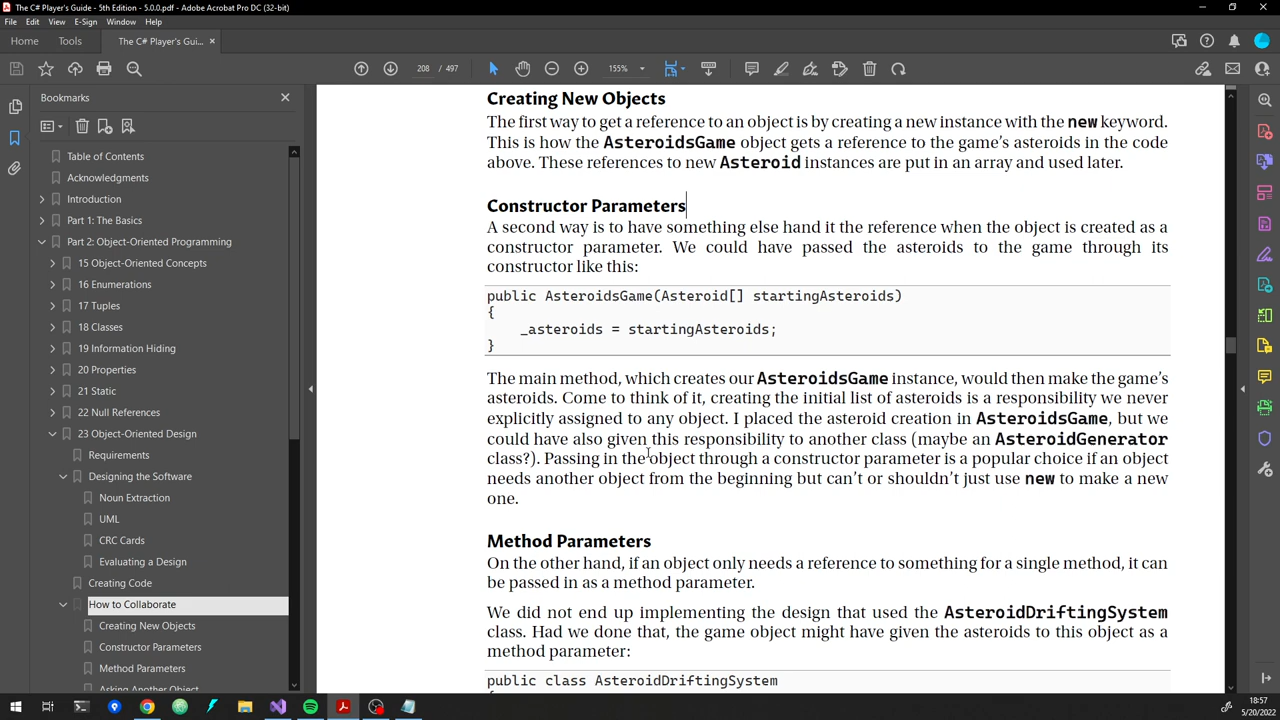 The C# Player's Guide - 5th Edition - 5.0.0.pdf - Adobe Acrobat Pro DC (32-bit)
File Edit View E-Sign Window Help
Home Tools The C# Player's Gui... ×
208 / 497 155%
Bookmarks
Table of Contents
Acknowledgments
Introduction
Part 1: The Basics
Part 2: Object-Oriented Programming
15 Object-Oriented Concepts
16 Enumerations
17 Tuples
18 Classes
19 Information Hiding
20 Properties
21 Static
22 Null References
23 Object-Oriented Design
Requirements
Designing the Software
Noun Extraction
UML
CRC Cards
Evaluating a Design
Creating Code
How to Collaborate
Creating New Objects
Constructor Parameters
Method Parameters
Asking Another Object
Creating New Objects
The first way to get a reference to an object is by creating a new instance with the new keyword.
This is how the AsteroidsGame object gets a reference to the game's asteroids in the code
above. These references to new Asteroid instances are put in an array and used later.
Constructor Parameters
A second way is to have something else hand it the reference when the object is created as a
constructor parameter. We could have passed the asteroids to the game through its
constructor like this:
public AsteroidsGame(Asteroid[] startingAsteroids)
{
_asteroids = startingAsteroids;
}
The main method, which creates our AsteroidsGame instance, would then make the game's
asteroids. Come to think of it, creating the initial list of asteroids is a responsibility we never
explicitly assigned to any object. I placed the asteroid creation in AsteroidsGame, but we
could have also given this responsibility to another class (maybe an AsteroidGenerator
class?). Passing in the object through a constructor parameter is a popular choice if an object
needs another object from the beginning but can't or shouldn't just use new to make a new
one.
Method Parameters
On the other hand, if an object only needs a reference to something for a single method, it can
be passed in as a method parameter.
We did not end up implementing the design that used the AsteroidDriftingSystem
class. Had we done that, the game object might have given the asteroids to this object as a
method parameter:
public class AsteroidDriftingSystem
18:57
5/20/2022